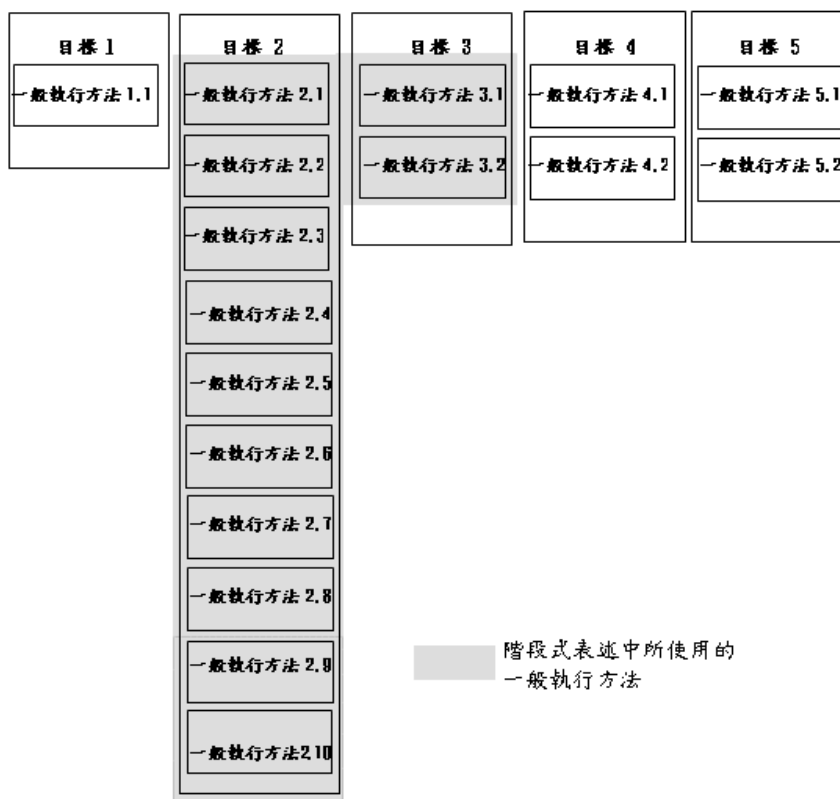 目標 1
一般執行方法 1.1
目標 2
一般執行方法 2.1
一般執行方法 2.2
一般執行方法 2.3
一般執行方法 2.4
一般執行方法 2.5
一般執行方法 2.6
一般執行方法 2.7
一般執行方法 2.8
一般執行方法 2.9
一般執行方法2.10
目標 3
一般執行方法 3.1
一般執行方法 3.2
目標 4
一般執行方法 4.1
一般執行方法 4.2
目標 5
一般執行方法 5.1
一般執行方法 5.2
階段式表述中所使用的
一般執行方法